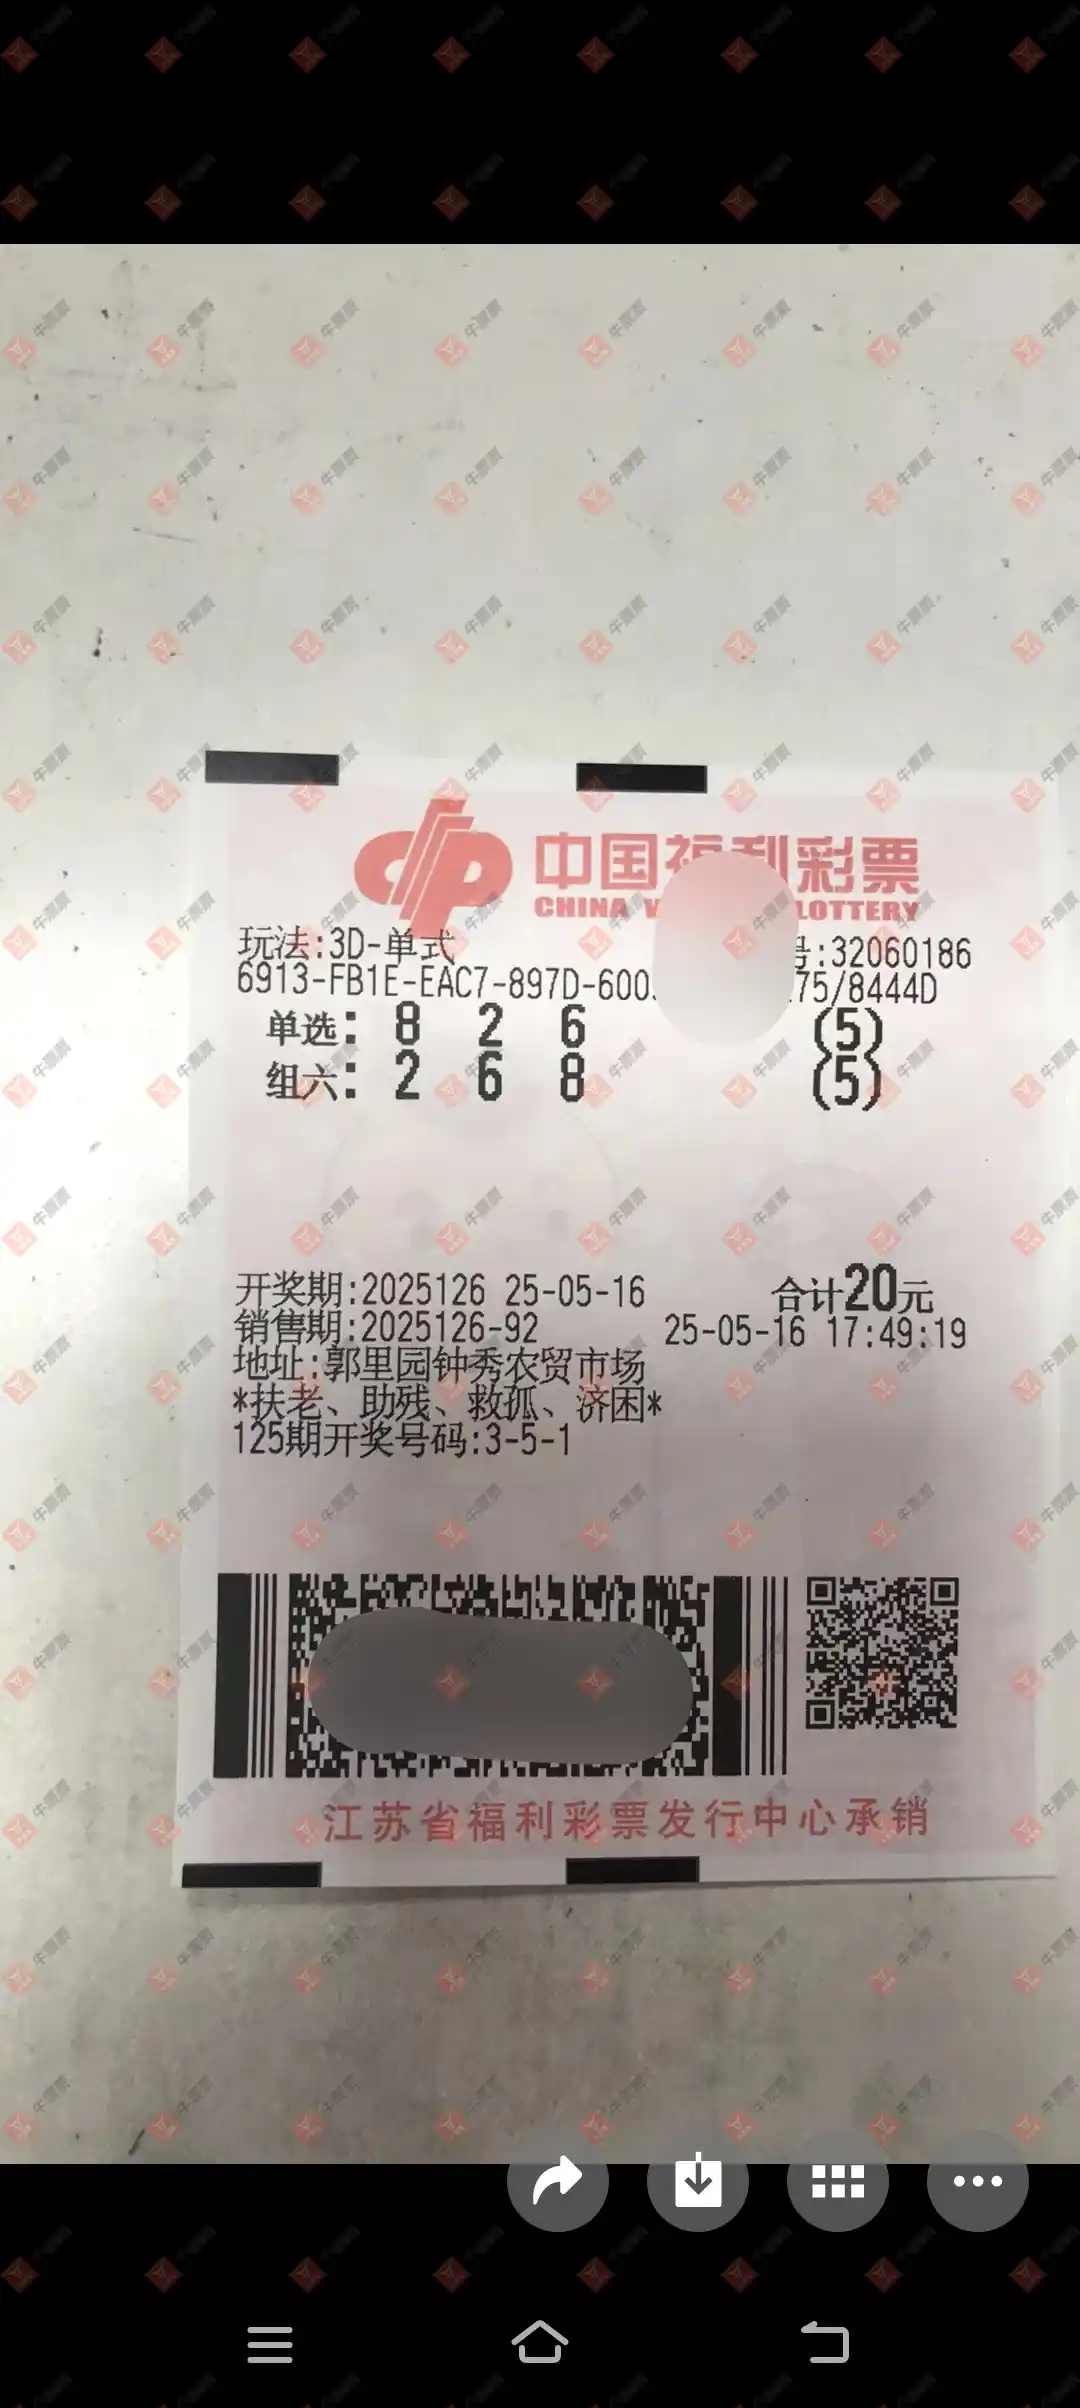 中国福利彩票
CHINA W LOTTERY
玩法:3D-单式 号:32060186
6913-FB1E-EAC7-897D-600 75/8444D
单选: 8 2 6 (5)
组六: 2 6 8 (5)
开奖期:2025126 25-05-16 合计20元
销售期:2025126-92 25-05-16 17:49:19
地址:郭里园钟秀农贸市场
*扶老、助残、救孤、济困*
125期开奖号码:3-5-1
江苏省福利彩票发行中心承销
牛票票